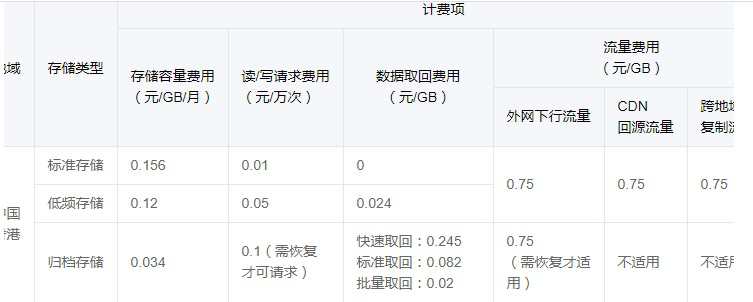 计费项
域
存储类型
存储容量费用
（元/GB/月）
读/写请求费用
（元/万次）
数据取回费用
（元/GB）
流量费用
（元/GB）
外网下行流量
CDN
回源流量
跨地域
复制流
中国
香港
标准存储
0.156
0.01
0
0.75
0.75
0.75
低频存储
0.12
0.05
0.024
归档存储
0.034
0.1（需恢复
才可请求）
快速取回：0.245
标准取回：0.082
批量取回：0.02
0.75
（需恢复才适
用）
不适用
不适